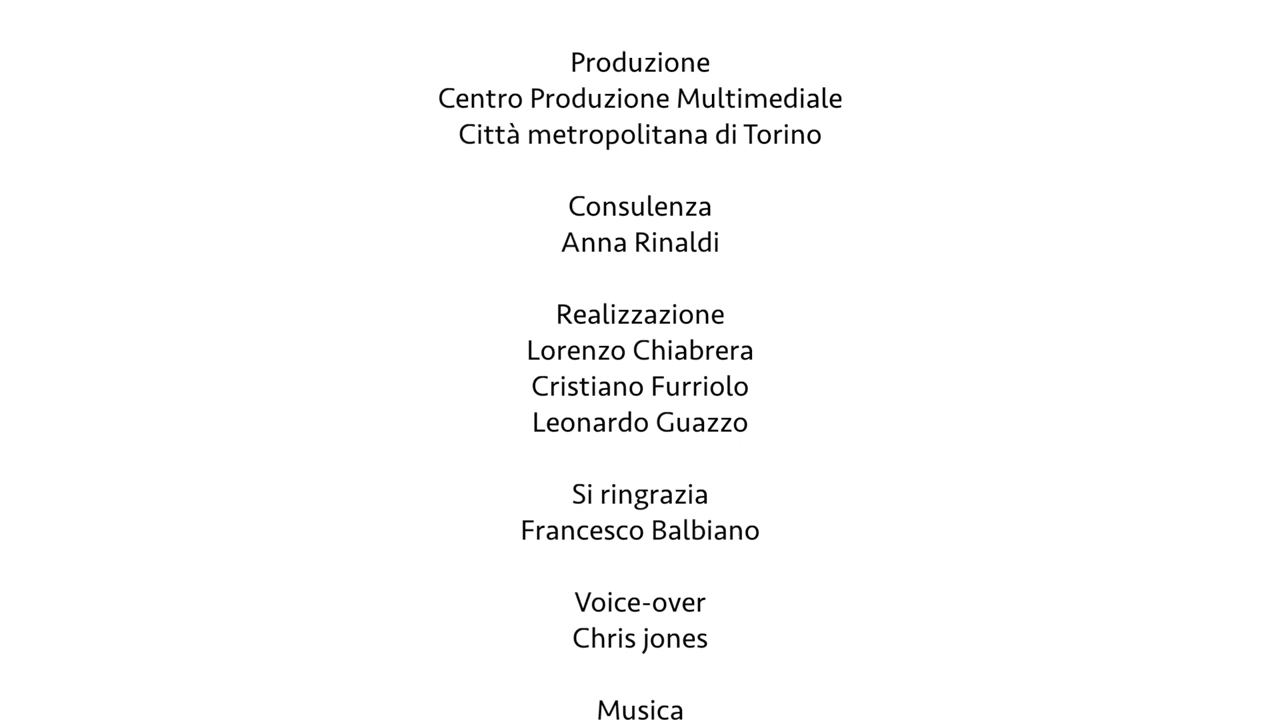 Produzione
Centro Produzione Multimediale
Città metropolitana di Torino
Consulenza
Anna Rinaldi
Realizzazione
Lorenzo Chiabrera
Cristiano Furriolo
Leonardo Guazzo
Si ringrazia
Francesco Balbiano
Voice-over
Chris jones
Musica